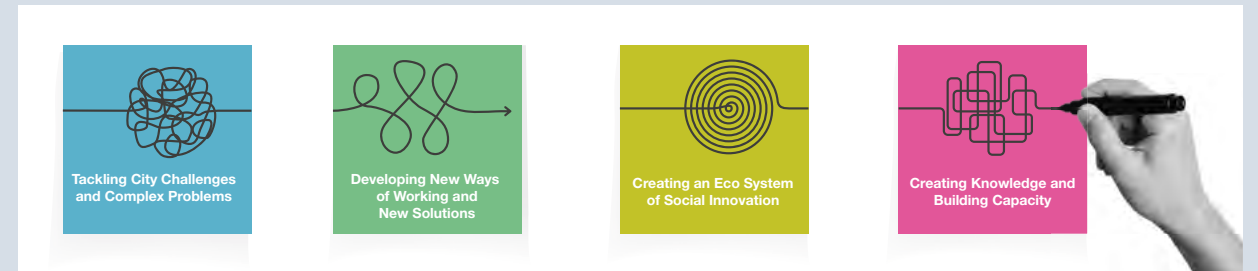 Tackling City Challenges
and Complex Problems
Developing New Ways
of Working and
New Solutions
Creating an Eco System
of Social Innovation
Creating Knowledge and
Building Capacity